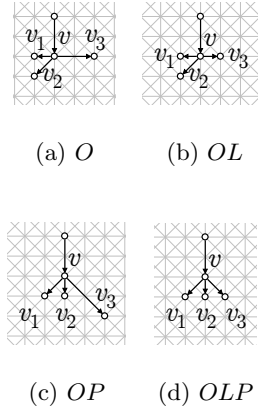 v₁ v v₃
v₂
v₁ v v₃
v₂
(a) O (b) OL
v v
v₃
v₁ v₂ v₁ v₂ v₃
(c) OP (d) OLP